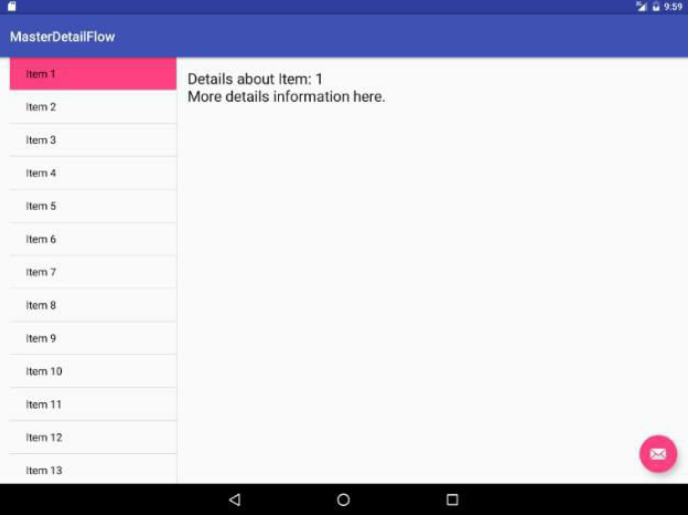 9:59
MasterDetailFlow
Item 1
Item 2
Item 3
Item 4
Item 5
Item 6
Item 7
Item 8
Item 9
Item 10
Item 11
Item 12
Item 13
Details about Item: 1
More details information here.